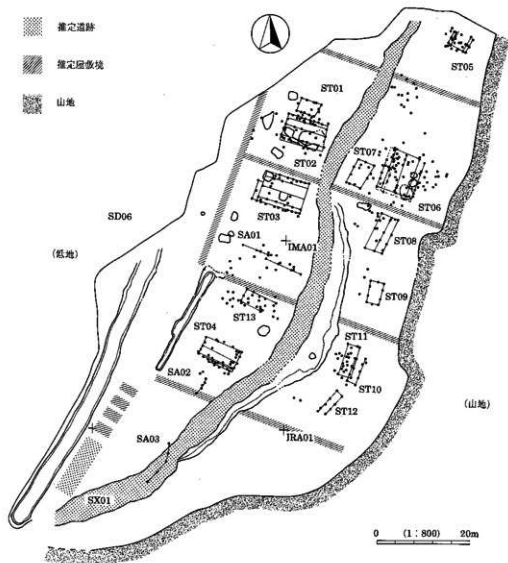 推定道跡
推定屋敷境
山地
ST05
ST01
ST02
ST07
ST06
ST03
SD06
SA01
IMA01
ST08
(低地)
ST09
ST13
ST04
ST11
SA02
ST10
ST12
(山地)
SA03
IRA01
SX01
0 (1:800) 20m